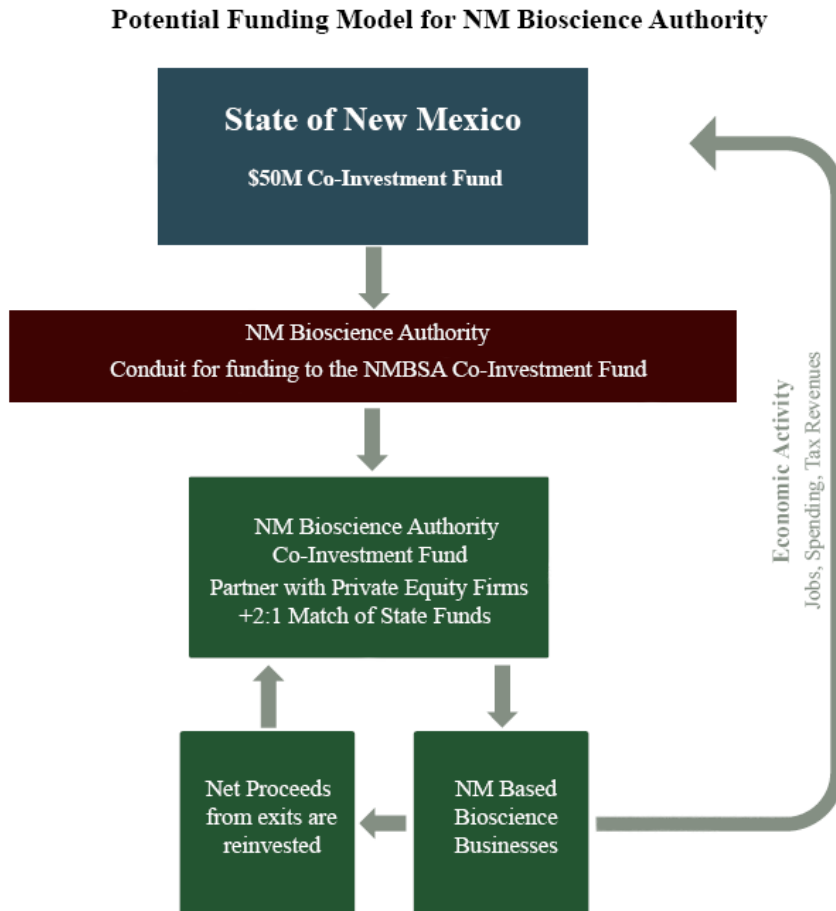 Potential Funding Model for NM Bioscience Authority
State of New Mexico
$50M Co-Investment Fund
NM Bioscience Authority
Conduit for funding to the NMBSA Co-Investment Fund
Economic Activity
Jobs, Spending, Tax Revenues
NM Bioscience Authority
Co-Investment Fund
Partner with Private Equity Firms
+2:1 Match of State Funds
Net Proceeds
from exits are
reinvested
NM Based
Bioscience
Businesses